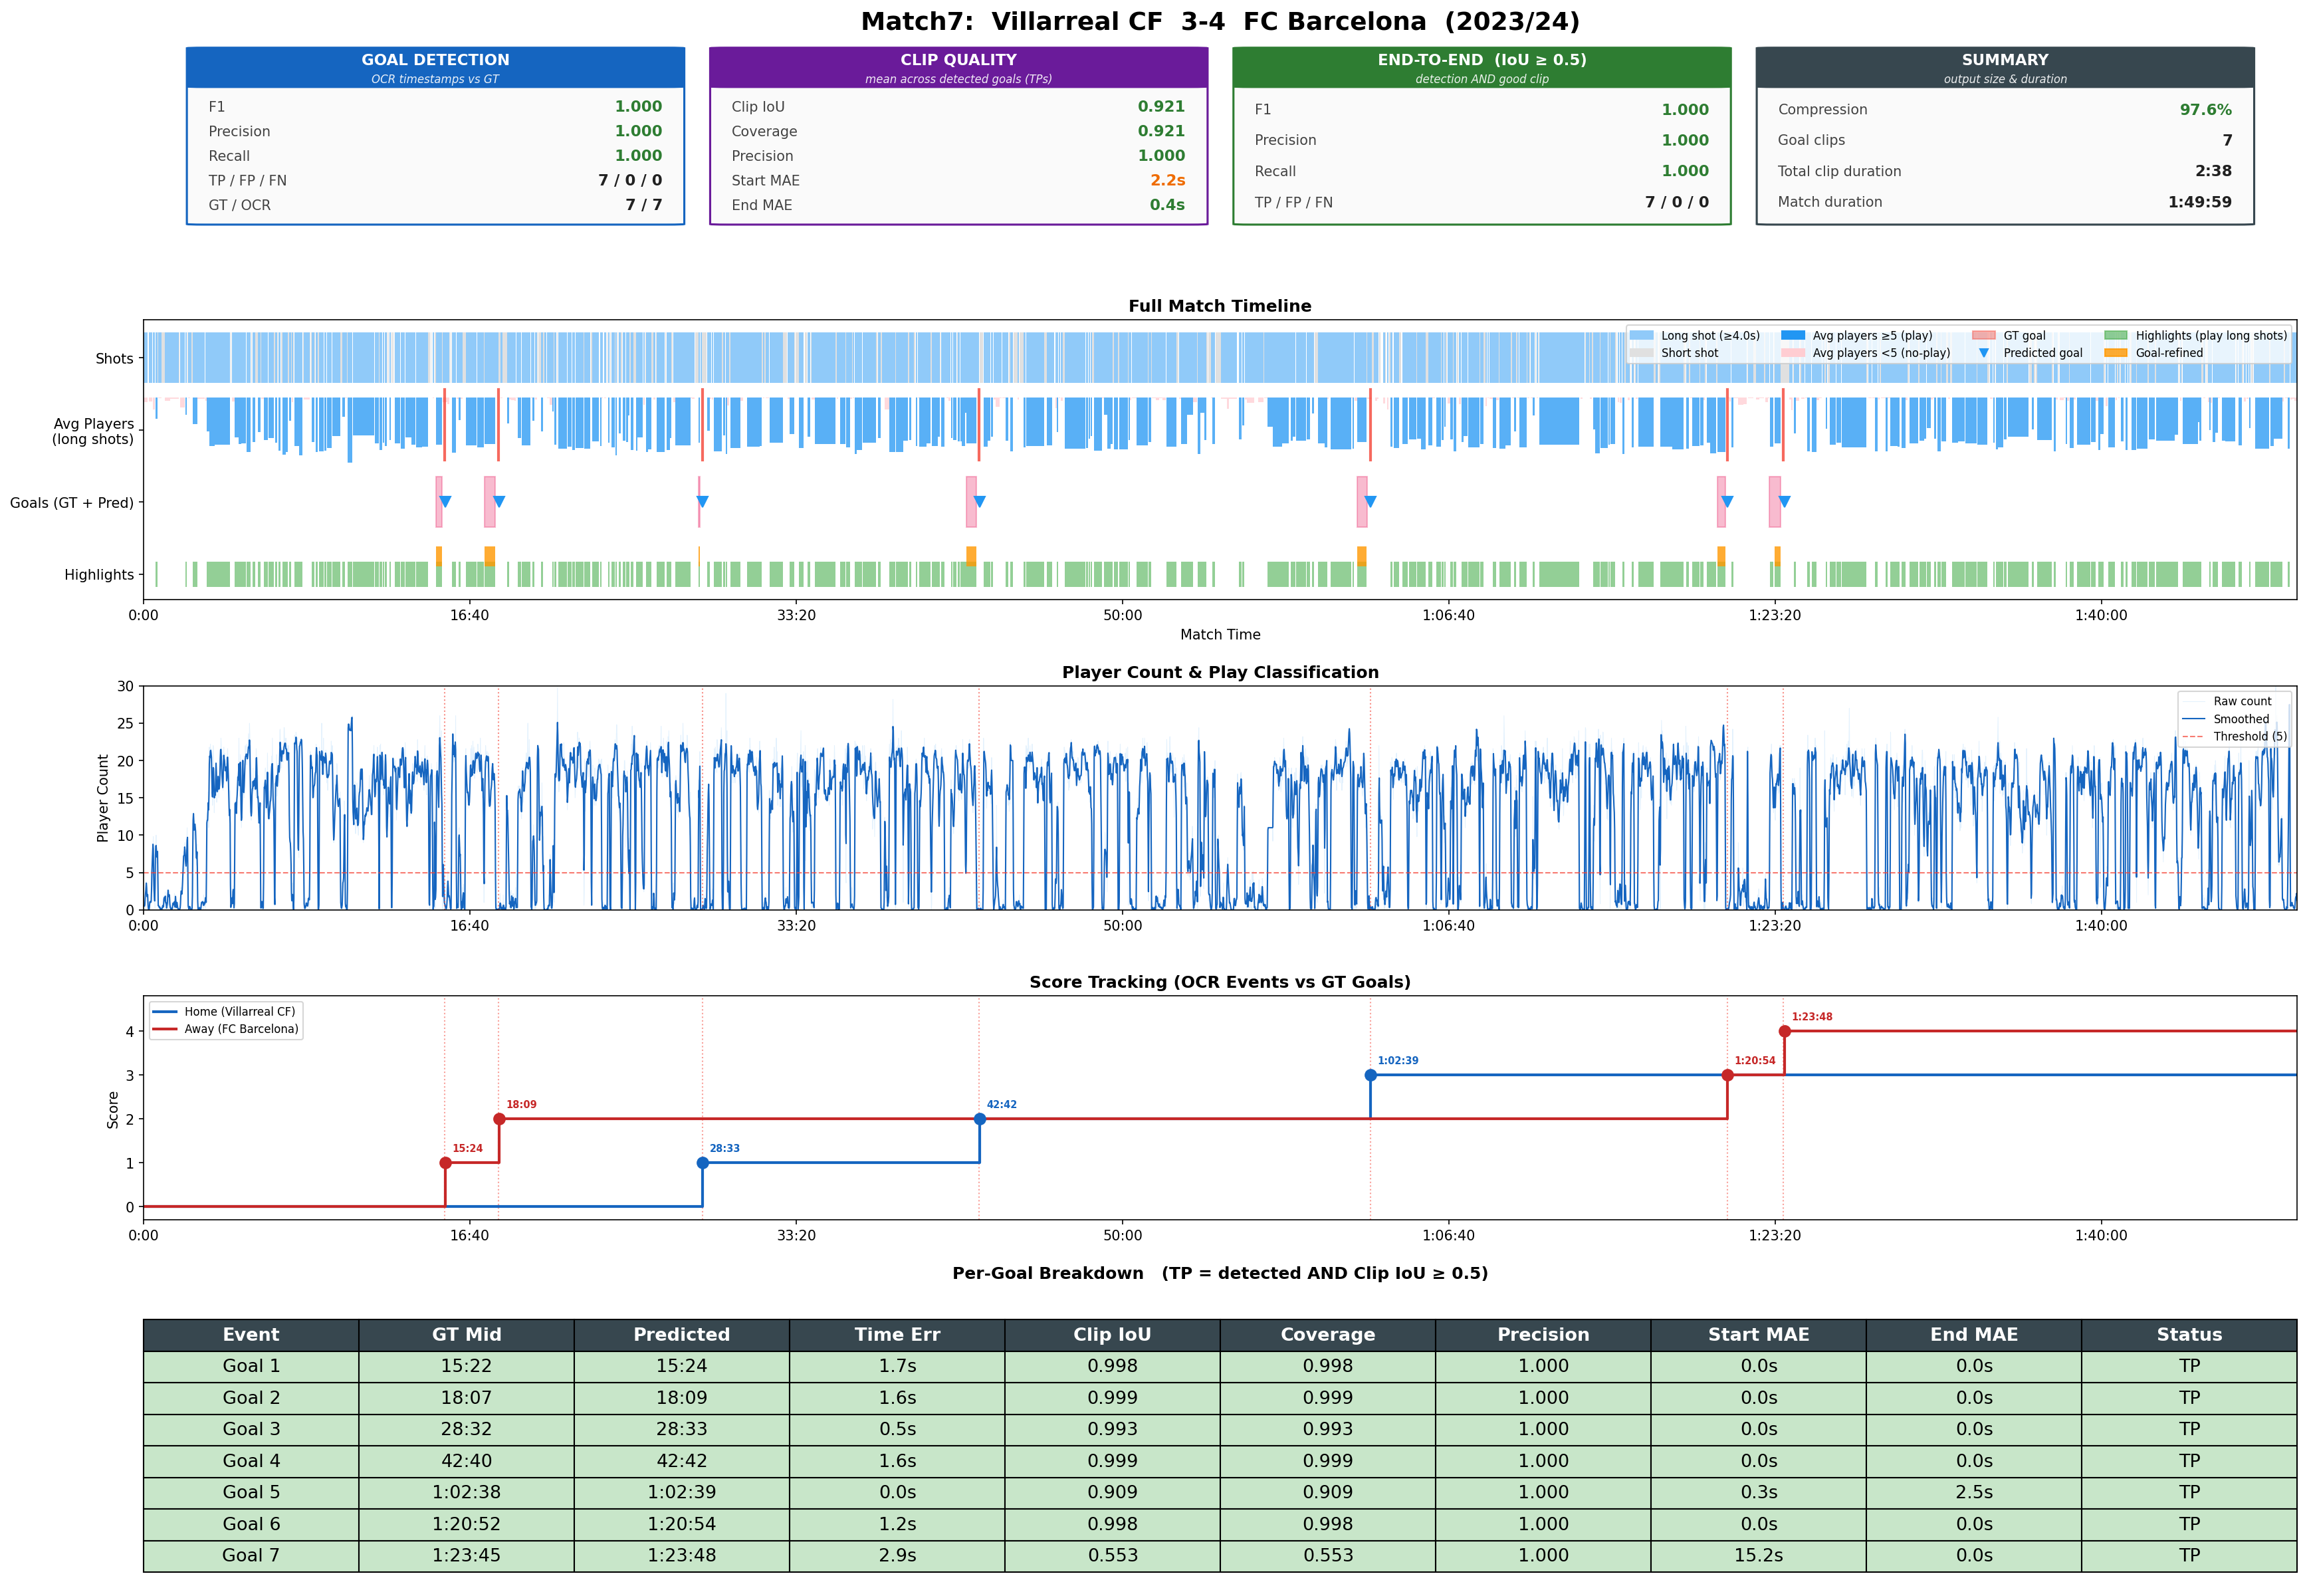 Match7:  Villarreal CF  3-4  FC Barcelona  (2023/24)
GOAL DETECTION
OCR timestamps vs GT
F1 1.000
Precision 1.000
Recall 1.000
TP / FP / FN 7 / 0 / 0
GT / OCR 7 / 7
CLIP QUALITY
mean across detected goals (TPs)
Clip IoU 0.921
Coverage 0.921
Precision 1.000
Start MAE 2.2s
End MAE 0.4s
END-TO-END  (IoU ≥ 0.5)
detection AND good clip
F1 1.000
Precision 1.000
Recall 1.000
TP / FP / FN 7 / 0 / 0
SUMMARY
output size & duration
Compression 97.6%
Goal clips 7
Total clip duration 2:38
Match duration 1:49:59
Full Match Timeline
Long shot (≥4.0s) Avg players ≥5 (play) GT goal Highlights (play long shots)
Short shot Avg players <5 (no-play) Predicted goal Goal-refined
Shots
Avg Players
(long shots)
Goals (GT + Pred)
Highlights
0:00 16:40 33:20 50:00 1:06:40 1:23:20 1:40:00
Match Time
Player Count & Play Classification
Raw count
Smoothed
Threshold (5)
Player Count
30
25
20
15
10
5
0
0:00 16:40 33:20 50:00 1:06:40 1:23:20 1:40:00
Score Tracking (OCR Events vs GT Goals)
Home (Villarreal CF)
Away (FC Barcelona)
Score
4
3
2
1
0
1:23:48
1:02:39
1:20:54
18:09
42:42
15:24
28:33
0:00 16:40 33:20 50:00 1:06:40 1:23:20 1:40:00
Per-Goal Breakdown   (TP = detected AND Clip IoU ≥ 0.5)
Event GT Mid Predicted Time Err Clip IoU Coverage Precision Start MAE End MAE Status
Goal 1 15:22 15:24 1.7s 0.998 0.998 1.000 0.0s 0.0s TP
Goal 2 18:07 18:09 1.6s 0.999 0.999 1.000 0.0s 0.0s TP
Goal 3 28:32 28:33 0.5s 0.993 0.993 1.000 0.0s 0.0s TP
Goal 4 42:40 42:42 1.6s 0.999 0.999 1.000 0.0s 0.0s TP
Goal 5 1:02:38 1:02:39 0.0s 0.909 0.909 1.000 0.3s 2.5s TP
Goal 6 1:20:52 1:20:54 1.2s 0.998 0.998 1.000 0.0s 0.0s TP
Goal 7 1:23:45 1:23:48 2.9s 0.553 0.553 1.000 15.2s 0.0s TP